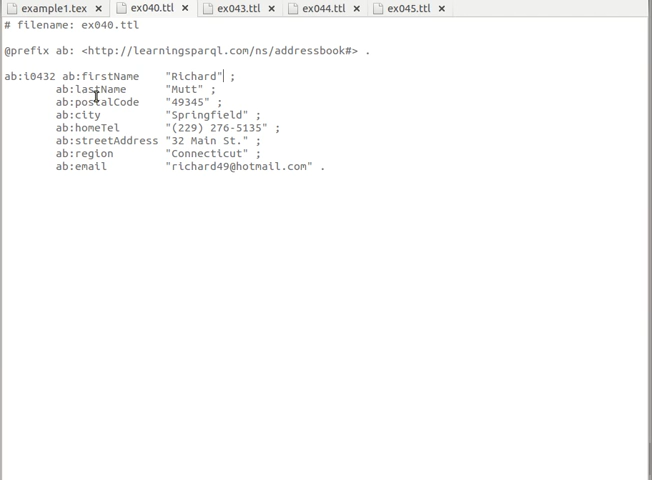 example1.tex × ex040.ttl × ex043.ttl × ex044.ttl × ex045.ttl ×
# filename: ex040.ttl
@prefix ab: <http://learningsparql.com/ns/addressbook#> .
ab:i0432 ab:firstName    "Richard" ;
        ab:lastName      "Mutt" ;
        ab:postalCode    "49345" ;
        ab:city          "Springfield" ;
        ab:homeTel       "(229) 276-5135" ;
        ab:streetAddress "32 Main St." ;
        ab:region        "Connecticut" ;
        ab:email         "richard49@hotmail.com" .